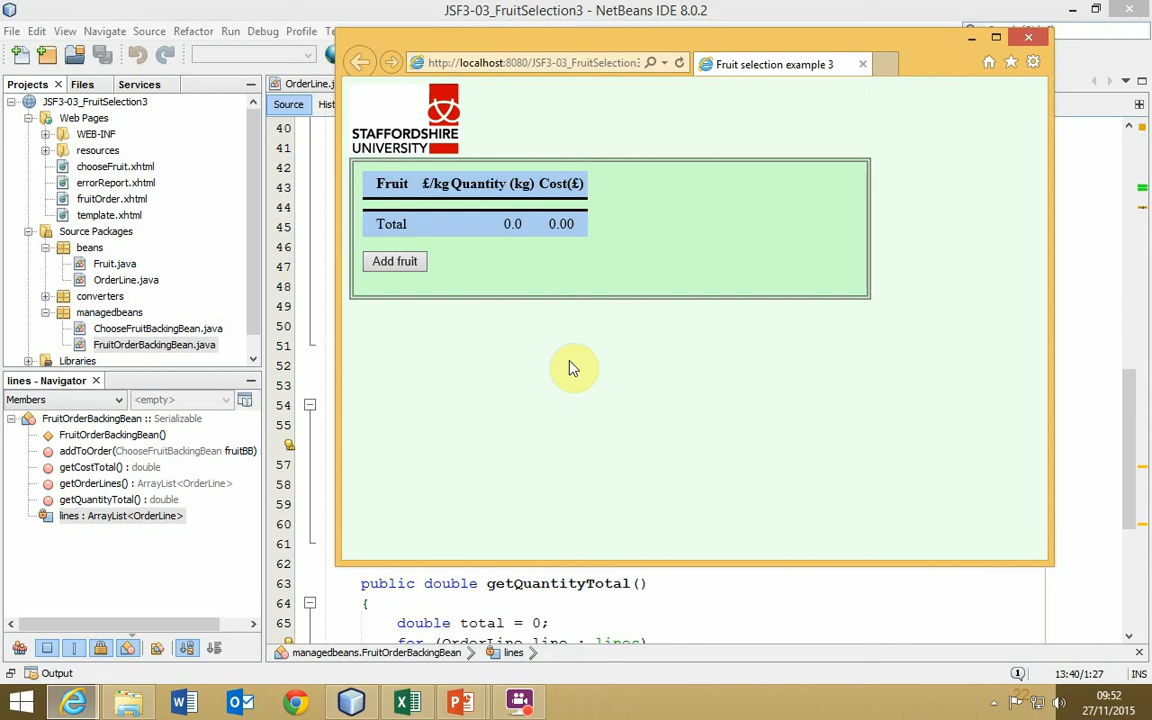 JSF3-03_FruitSelection3 - NetBeans IDE 8.0.2
File Edit View Navigate Source Refactor Run Debug Profile
Projects Files Services
JSF3-03_FruitSelection3
Web Pages
WEB-INF
resources
chooseFruit.xhtml
errorReport.xhtml
fruitOrder.xhtml
template.xhtml
Source Packages
beans
Fruit.java
OrderLine.java
converters
managedbeans
ChooseFruitBackingBean.java
FruitOrderBackingBean.java
Libraries
lines - Navigator
Members
<empty>
FruitOrderBackingBean :: Serializable
FruitOrderBackingBean()
addToOrder(ChooseFruitBackingBean fruitBB)
getCostTotal() : double
getOrderLines() : ArrayList<OrderLine>
getQuantityTotal() : double
lines : ArrayList<OrderLine>
OrderLine.j
Source Hist
40
41
42
43
44
45
46
47
48
49
50
51
52
53
54
55
57
58
59
60
61
62
63 public double getQuantityTotal()
64 {
65 double total = 0;
for (OrderLine line : lines)
http://localhost:8080/JSF3-03_FruitSelection3
Fruit selection example 3
STAFFORDSHIRE
UNIVERSITY
Fruit £/kg Quantity (kg) Cost(£)
Total 0.0 0.00
Add fruit
managedbeans.FruitOrderBackingBean lines
Output
1
13:40/1:27 INS
22
09:52
27/11/2015